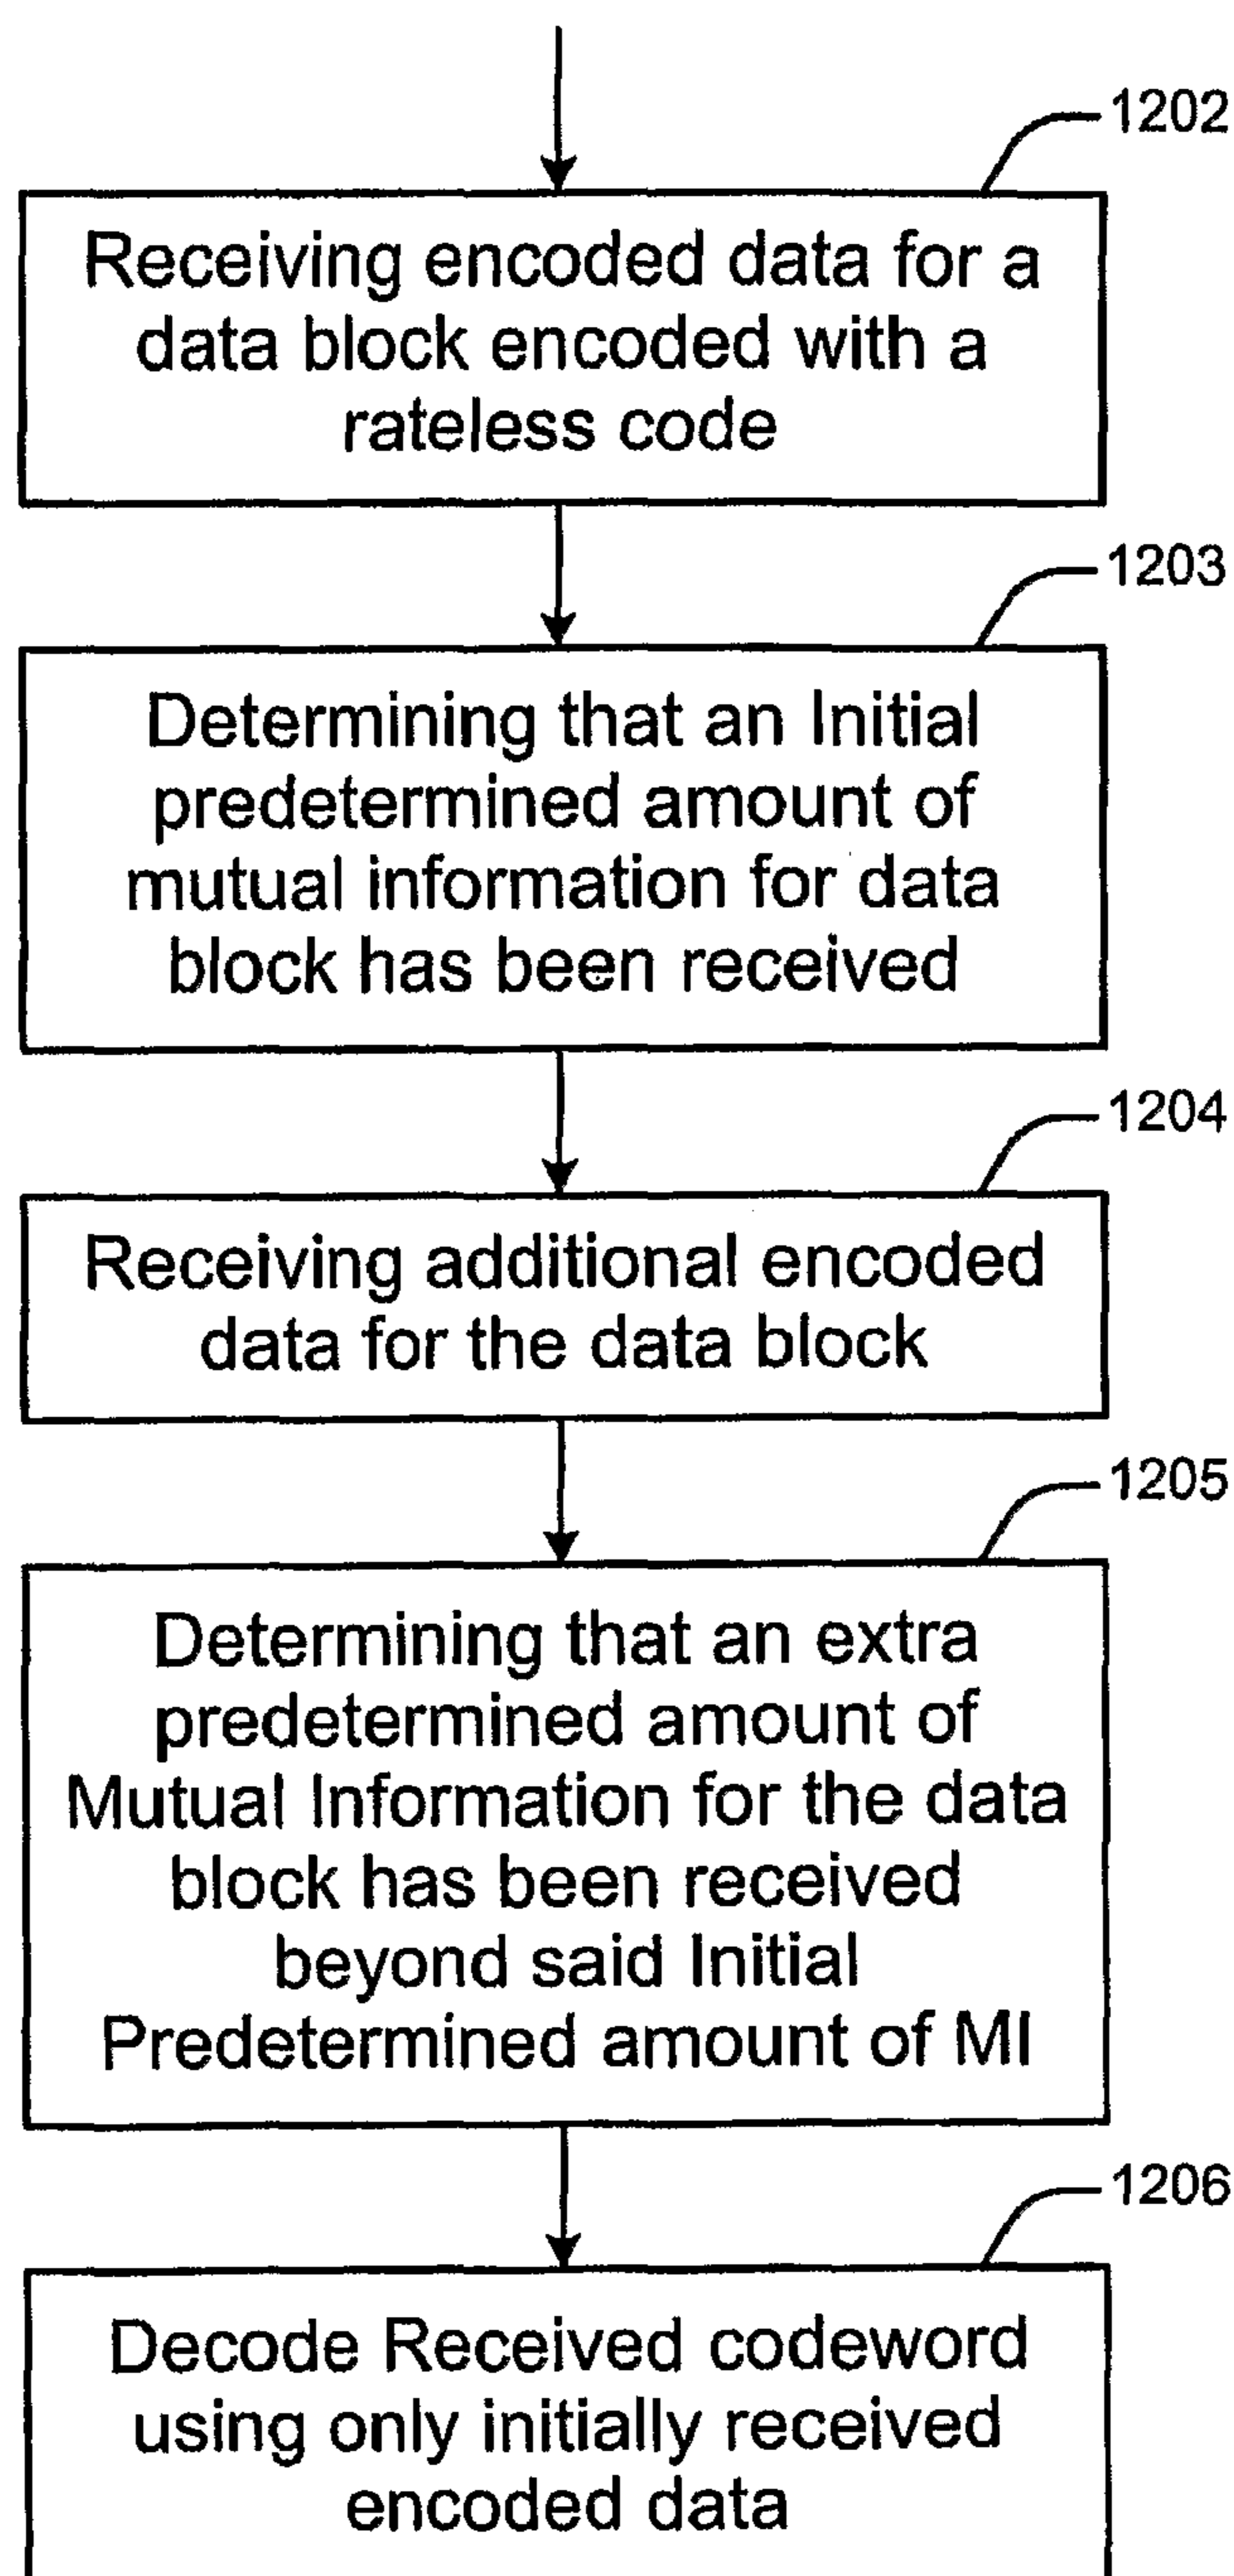 1202
Receiving encoded data for a
data block encoded with a
rateless code
1203
Determining that an Initial
predetermined amount of
mutual information for data
block has been received
1204
Receiving additional encoded
data for the data block
1205
Determining that an extra
predetermined amount of
Mutual Information for the data
block has been received
beyond said Initial
Predetermined amount of MI
1206
Decode Received codeword
using only initially received
encoded data